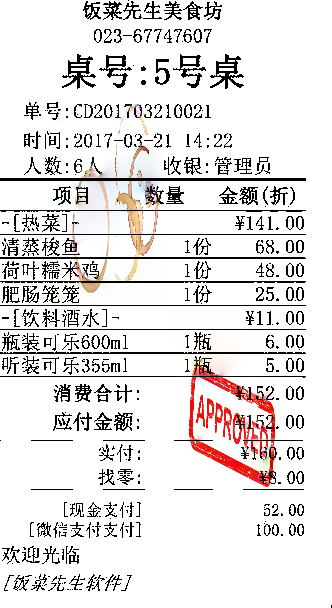 饭菜先生美食坊
023-67747607
桌号:5号桌
单号:CD201703210021
时间:2017-03-21 14:22
人数:6人 收银:管理员
项目 数量 金额(折)
-[热菜]- ¥141.00
清蒸梭鱼 1份 68.00
荷叶糯米鸡 1份 48.00
肥肠笼笼 1份 25.00
-[饮料酒水]- ¥11.00
瓶装可乐600ml 1瓶 6.00
听装可乐355ml 1瓶 5.00
消费合计: ¥152.00
应付金额: ¥152.00
APPROVED
实付: ¥160.00
找零: ¥8.00
[现金支付] 52.00
[微信支付支付] 100.00
欢迎光临
[饭菜先生软件]